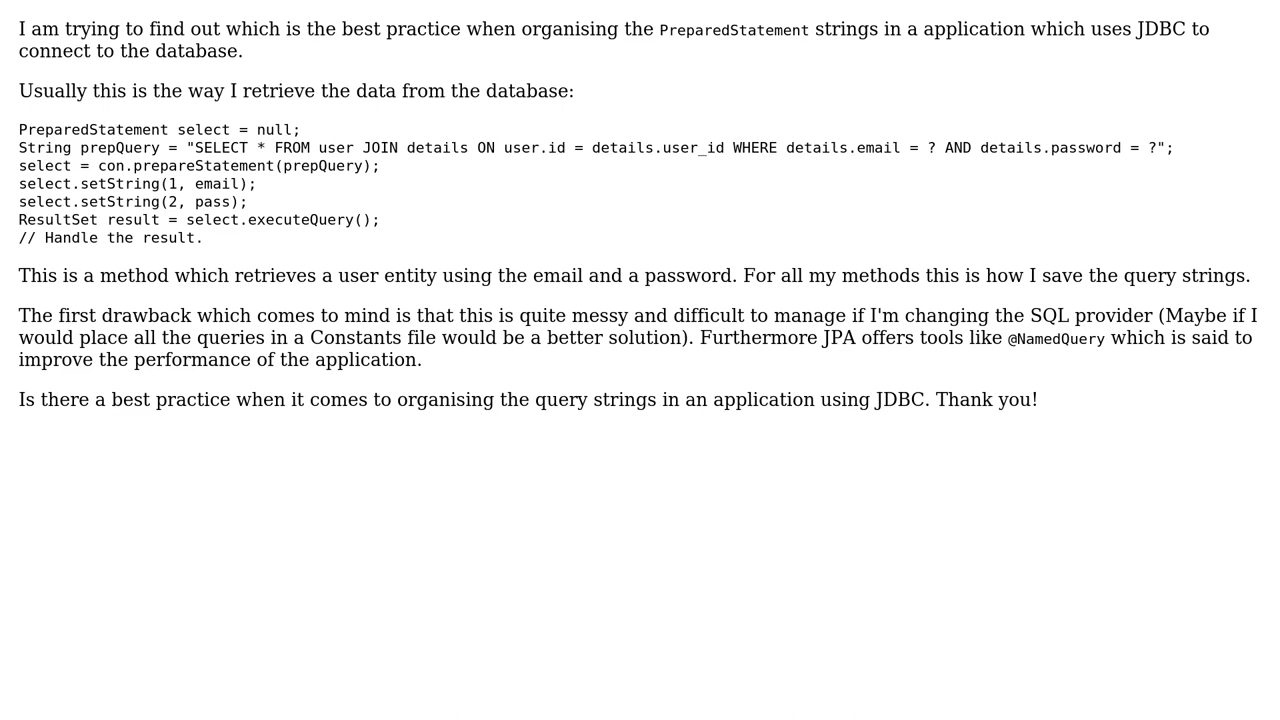 I am trying to find out which is the best practice when organising the PreparedStatement strings in a application which uses JDBC to
connect to the database.
Usually this is the way I retrieve the data from the database:
PreparedStatement select = null;
String prepQuery = "SELECT * FROM user JOIN details ON user.id = details.user_id WHERE details.email = ? AND details.password = ?";
select = con.prepareStatement(prepQuery);
select.setString(1, email);
select.setString(2, pass);
ResultSet result = select.executeQuery();
// Handle the result.
This is a method which retrieves a user entity using the email and a password. For all my methods this is how I save the query strings.
The first drawback which comes to mind is that this is quite messy and difficult to manage if I'm changing the SQL provider (Maybe if I
would place all the queries in a Constants file would be a better solution). Furthermore JPA offers tools like @NamedQuery which is said to
improve the performance of the application.
Is there a best practice when it comes to organising the query strings in an application using JDBC. Thank you!